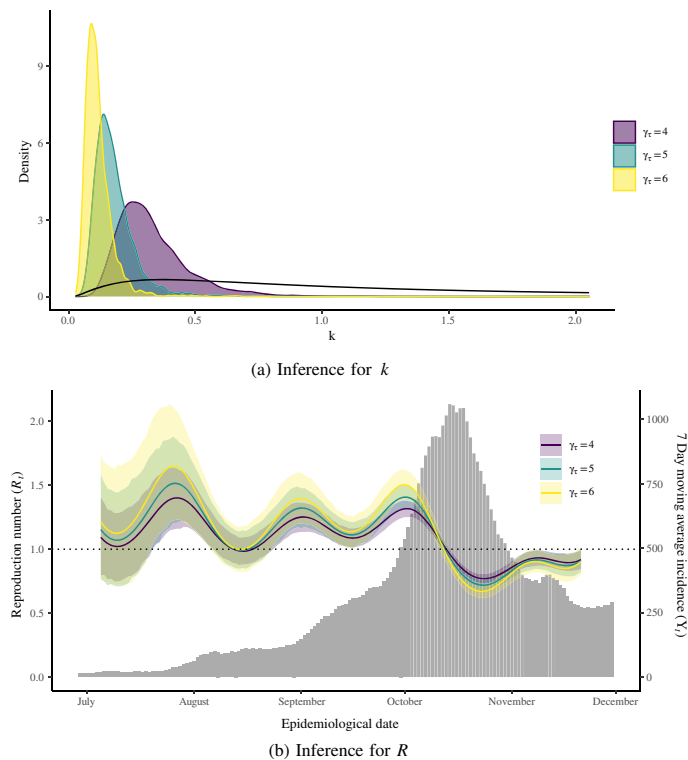 9
6
3
0
Density
0.0
0.5
1.0
1.5
2.0
k
γτ=4
γτ=5
γτ=6
(a) Inference for k
2.0
1.5
1.0
0.5
0.0
Reproduction number (Rt)
1000
750
500
250
0
7 Day moving average incidence (Yt)
γτ=4
γτ=5
γτ=6
July
August
September
October
November
December
Epidemiological date
(b) Inference for R